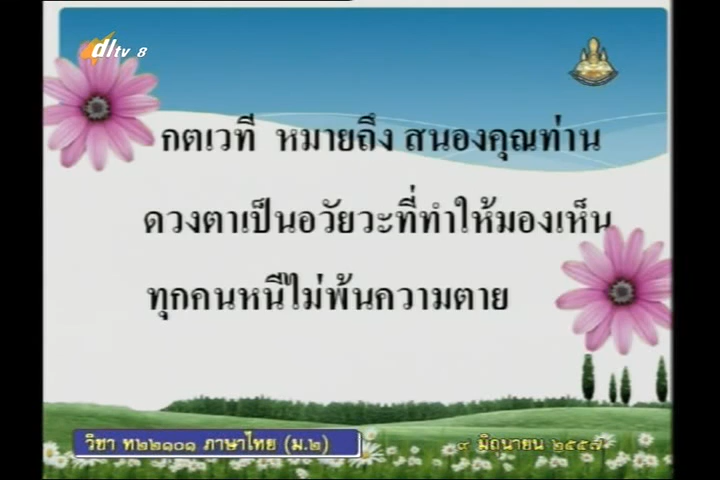 dltv 8
กตเวที หมายถึง สนองคุณท่าน
ดวงตาเป็นอวัยวะที่ทำให้มองเห็น
ทุกคนหนีไม่พ้นความตาย
วิชา ท๒๒๑๐๑ ภาษาไทย (ม.๒)
๙ มิถุนายน ๒๕๕๗